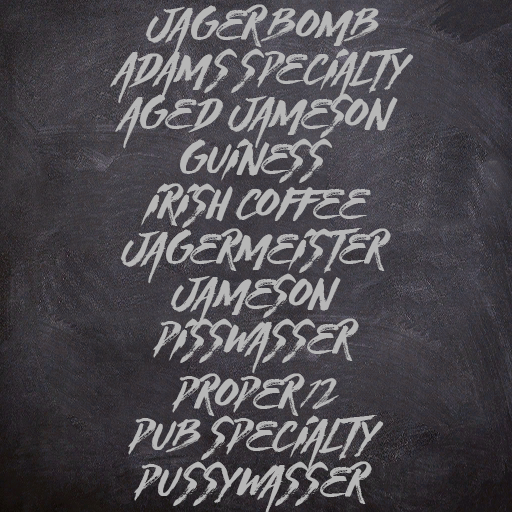 JAGERBOMB
ADAMS SPECIALTY
AGED JAMESON
GUINESS
IRISH COFFEE
JAGERMEISTER
JAMESON
PISSWASSER
PROPER 12
PUB SPECIALTY
PUSSYWASSER